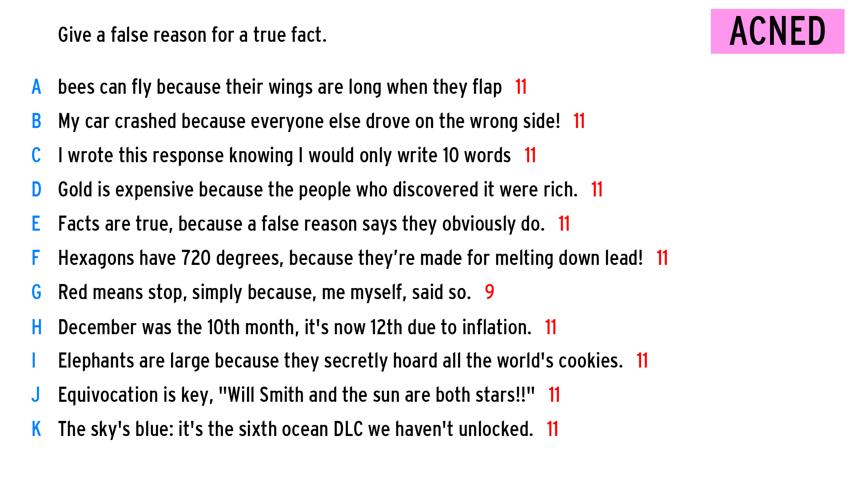 Give a false reason for a true fact.
ACNED
A bees can fly because their wings are long when they flap 11
B My car crashed because everyone else drove on the wrong side! 11
C I wrote this response knowing I would only write 10 words 11
D Gold is expensive because the people who discovered it were rich. 11
E Facts are true, because a false reason says they obviously do. 11
F Hexagons have 720 degrees, because they're made for melting down lead! 11
G Red means stop, simply because, me myself, said so. 9
H December was the 10th month, it's now 12th due to inflation. 11
I Elephants are large because they secretly hoard all the world's cookies. 11
J Equivocation is key, "Will Smith and the sun are both stars!!" 11
K The sky's blue: it's the sixth ocean DLC we haven't unlocked. 11